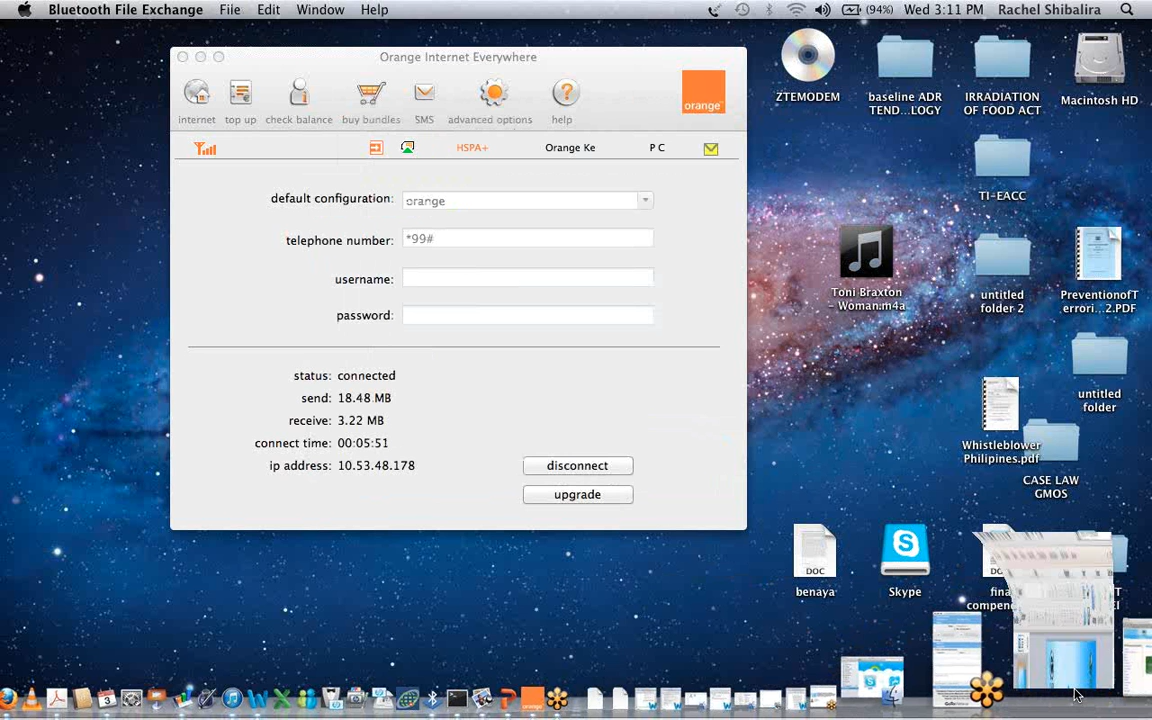 Bluetooth File Exchange File Edit Window Help (94%) Wed 3:11 PM Rachel Shibalira
Orange Internet Everywhere
internet top up check balance buy bundles SMS advanced options help
orange™
HSPA+ Orange Ke P C
default configuration: orange
telephone number: *99#
username:
password:
status: connected
send: 18.48 MB
receive: 3.22 MB
connect time: 00:05:51
ip address: 10.53.48.178
disconnect
upgrade
ZTEMODEM
baseline ADR
TEND...LOGY
IRRADIATION
OF FOOD ACT
Macintosh HD
TI-EACC
Toni Braxton
- Woman.m4a
untitled
folder 2
PreventionofT
errori...2.PDF
untitled
folder
Whistleblower
Philipines.pdf
CASE LAW
GMOS
DOC
benaya
Skype
orange